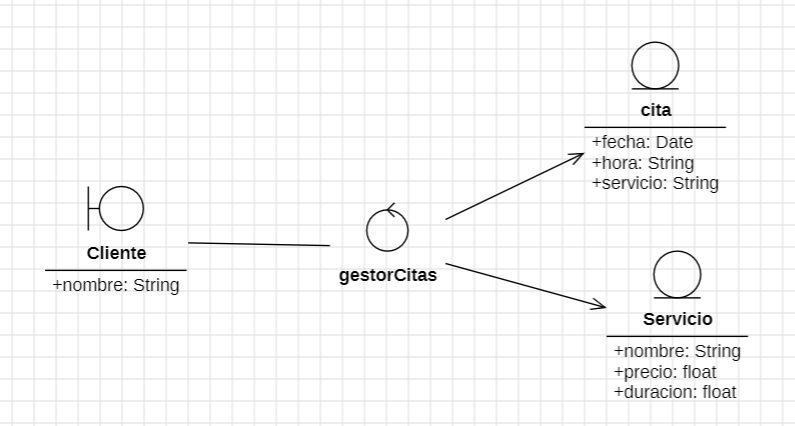 cita
+fecha: Date
+hora: String
+servicio: String
Cliente
+nombre: String
gestorCitas
Servicio
+nombre: String
+precio: float
+duracion: float